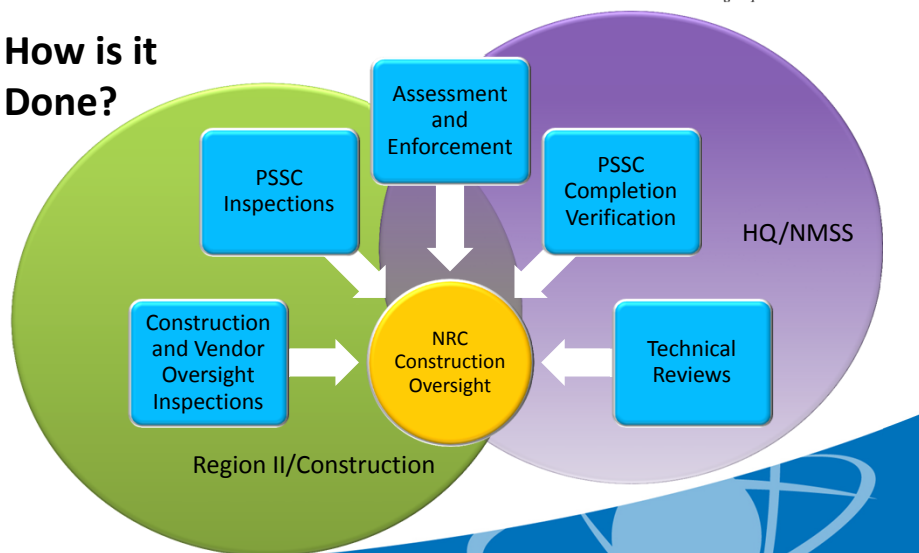 How is it
Done?
Assessment
and
Enforcement
PSSC
Inspections
PSSC
Completion
Verification
HQ/NMSS
Construction
and Vendor
Oversight
Inspections
NRC
Construction
Oversight
Technical
Reviews
Region II/Construction